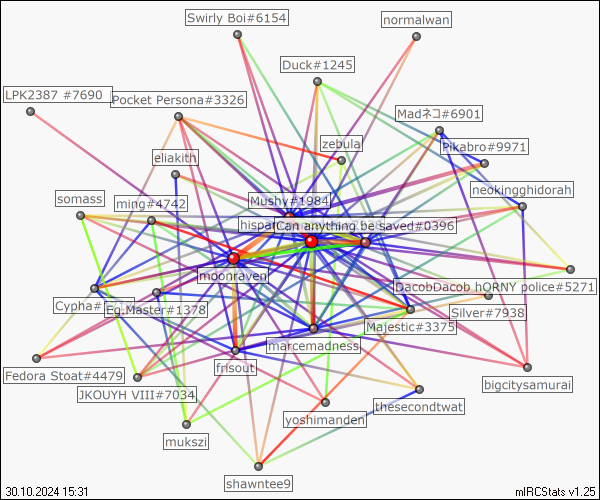 Swirly Boi#6154
normalwan
Duck#1245
LPK2387 #7690
Pocket Persona#3326
Madネコ#6901
zebula
Pikabro#9971
eliakith
neokingghidorah
somass
ming#4742
Mushy#1984
Can anything be saved#0396
moonraven
DacobDacob hORNY police#5271
Cypha#
Eg.Master#1378
Silver#7938
Majestic#3375
marcemadness
Fedora Stoat#4479
frisout
bigcitysamurai
JKOUYH VIII#7034
thesecondtwat
yoshimanden
mukszi
shawntee9
30.10.2024 15:31
mIRCStats v1.25